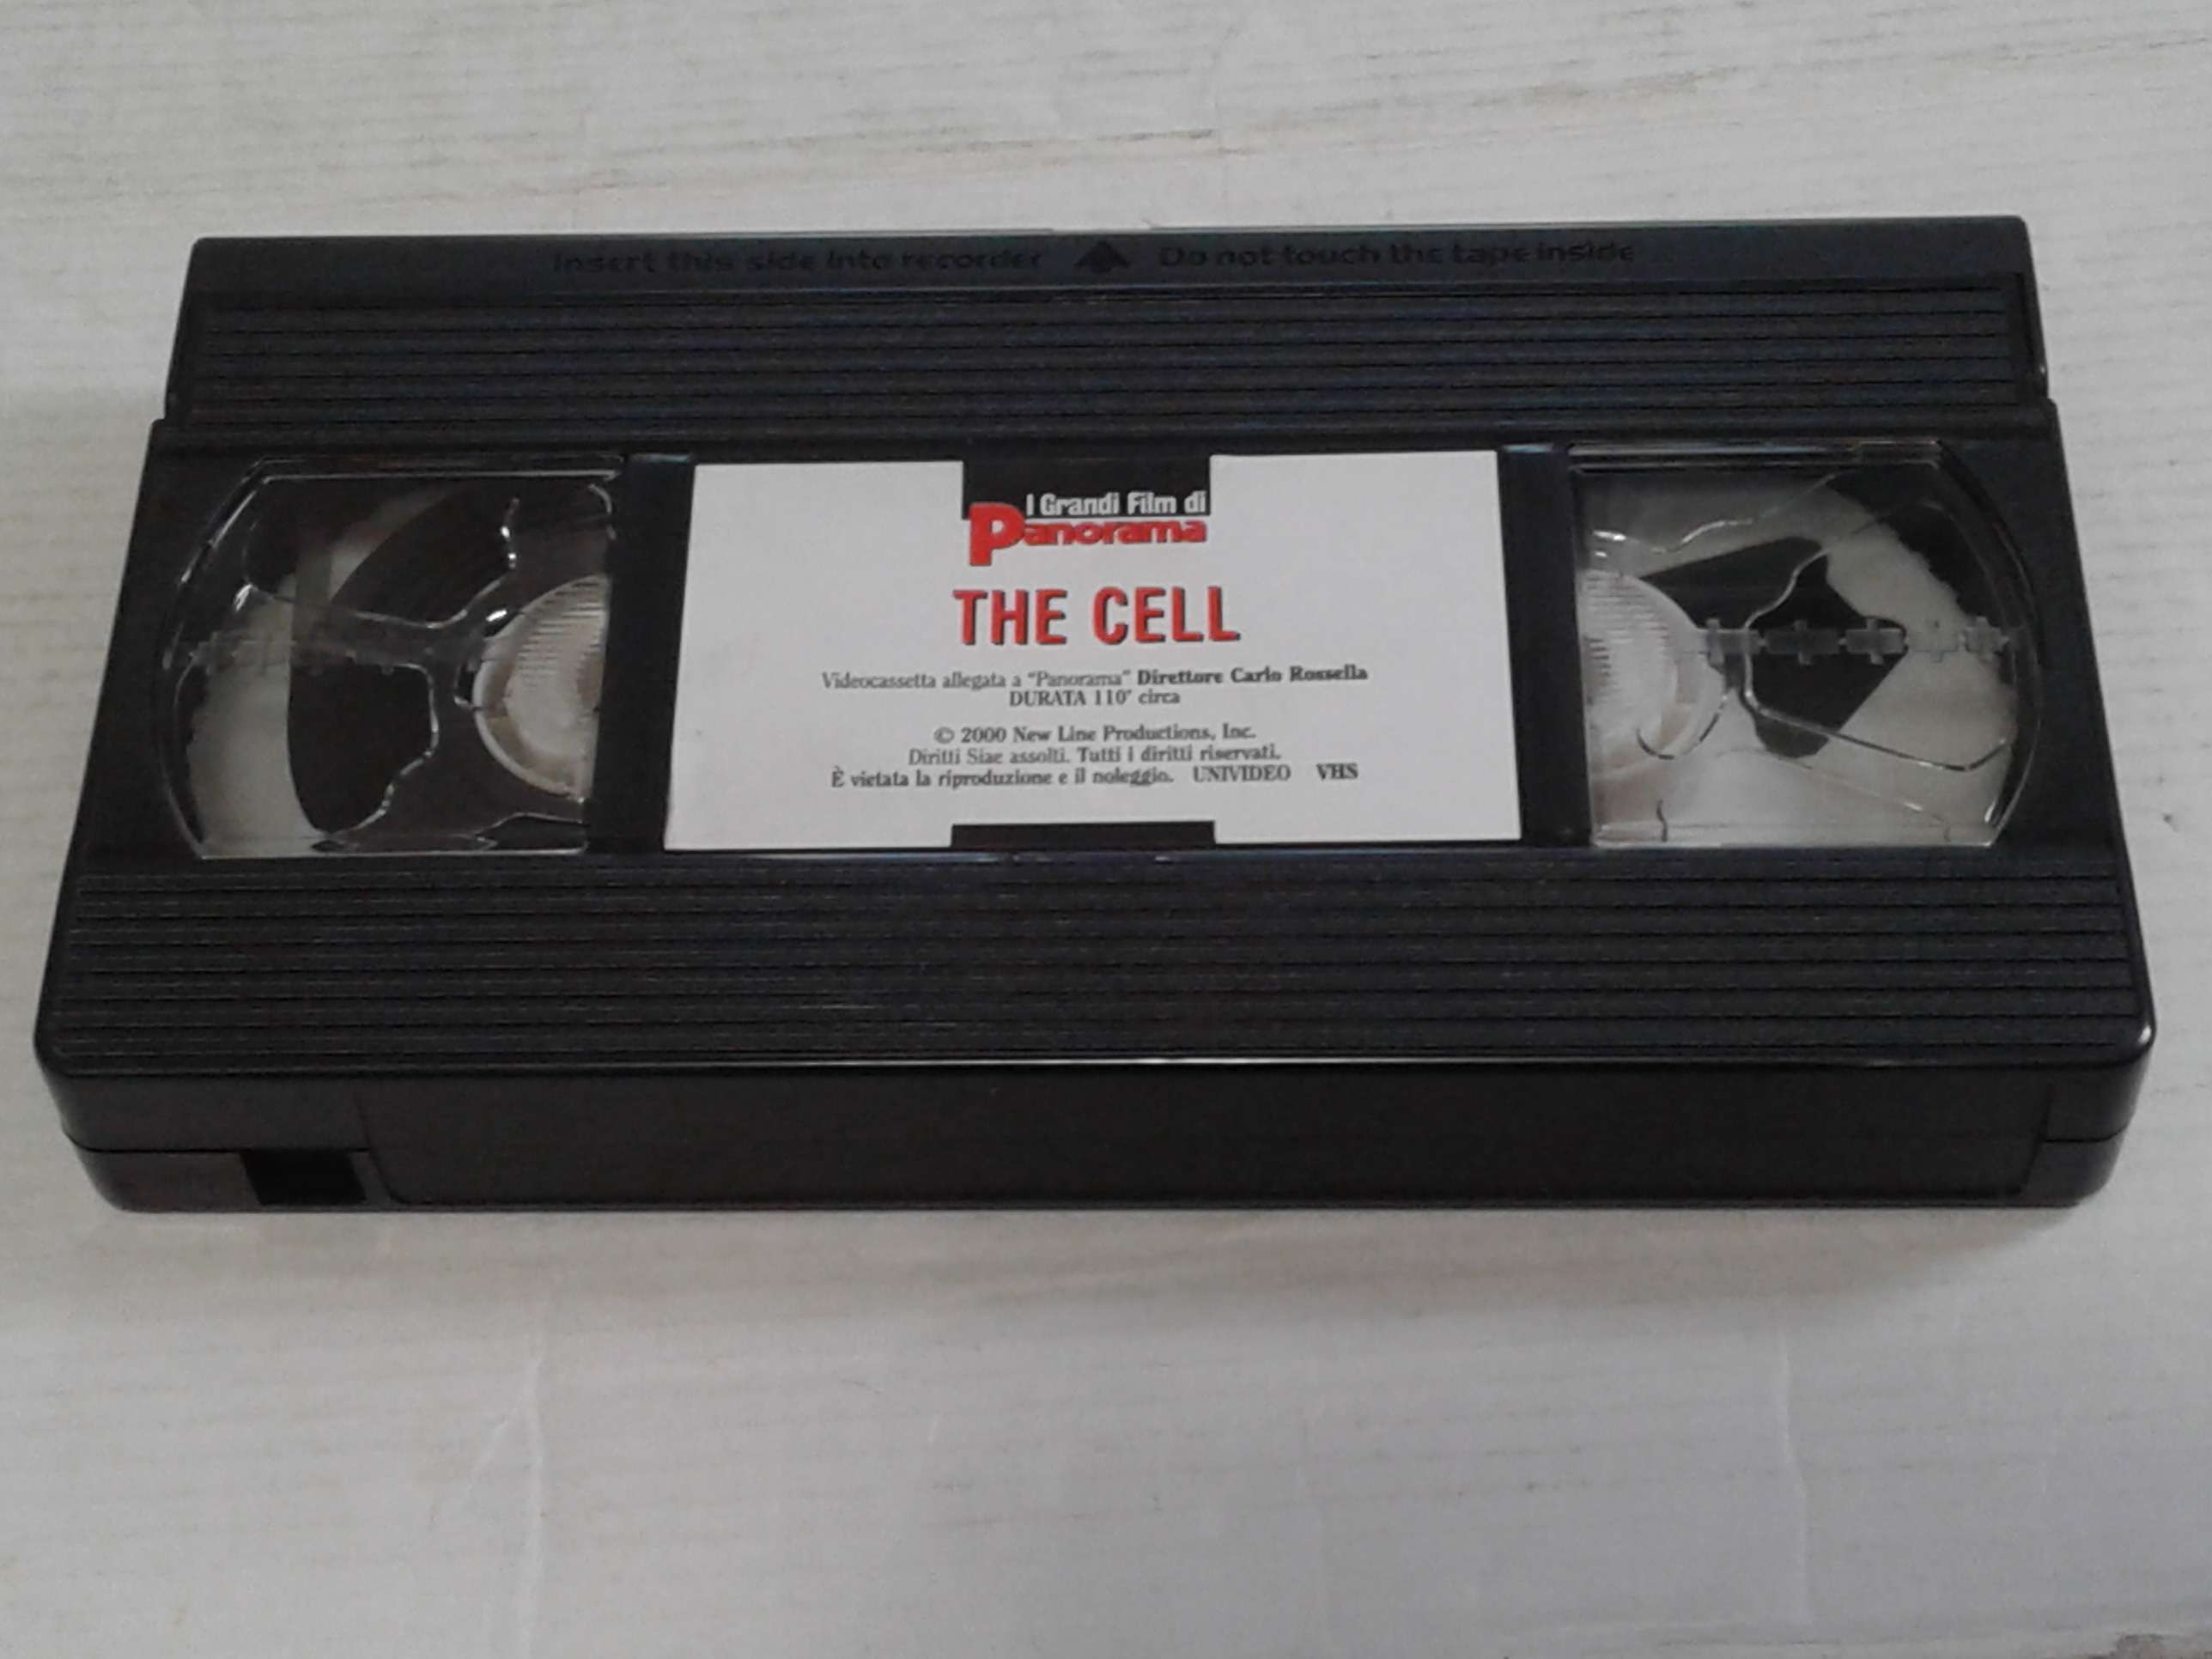 Insert this side into recorder Do not touch the tape inside
I Grandi Film di
Panorama
THE CELL
Videocassetta allegata a "Panorama" Direttore Carlo Rossella
DURATA 110' circa
© 2000 New Line Productions, Inc.
Diritti Siae assolti. Tutti i diritti riservati.
È vietata la riproduzione e il noleggio. UNIVIDEO VHS